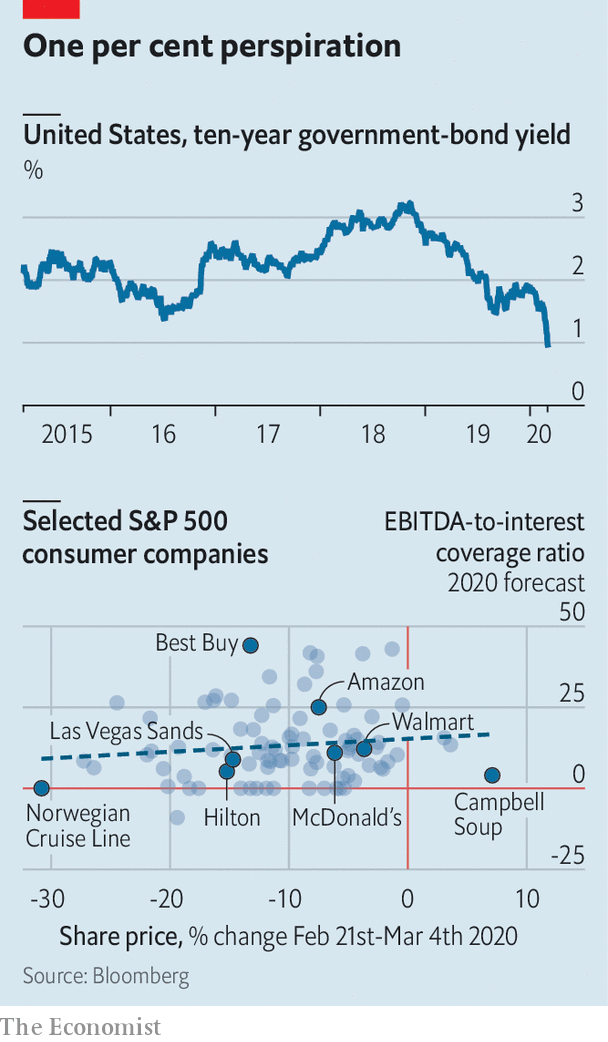 One per cent perspiration
United States, ten-year government-bond yield
%
3
2
1
0
2015 16 17 18 19 20
Selected S&P 500
consumer companies
EBITDA-to-interest
coverage ratio
2020 forecast
50
Best Buy
Amazon
25
Las Vegas Sands
Walmart
0
Norwegian
Cruise Line
Hilton
McDonald's
Campbell
Soup
-25
-30 -20 -10 0 10
Share price, % change Feb 21st-Mar 4th 2020
Source: Bloomberg
The Economist